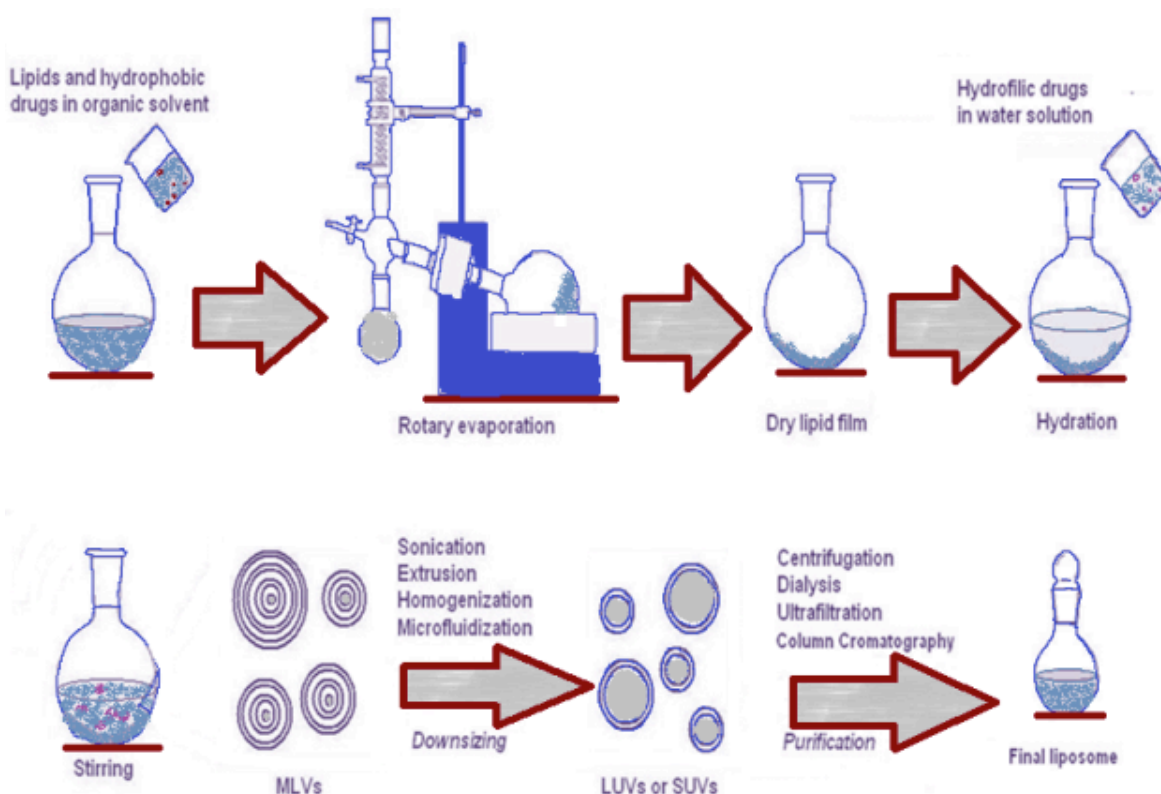 Lipids and hydrophobic
drugs in organic solvent
Hydrofilic drugs
in water solution
Rotary evaporation
Dry lipid film
Hydration
Stirring
MLVs
Sonication
Extrusion
Homogenization
Microfluidization
Downsizing
LUVs or SUVs
Centrifugation
Dialysis
Ultrafiltration
Column Cromatography
Purification
Final liposome